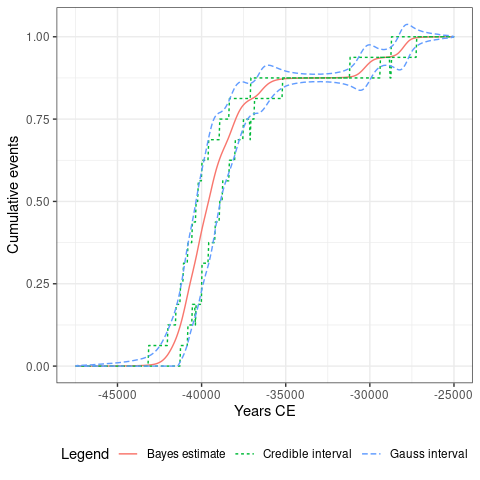 1.00
0.75
Cumulative events
0.50
0.25
0.00
-45000 -40000 -35000 -30000 -25000
Years CE
Legend Bayes estimate Credible interval Gauss interval